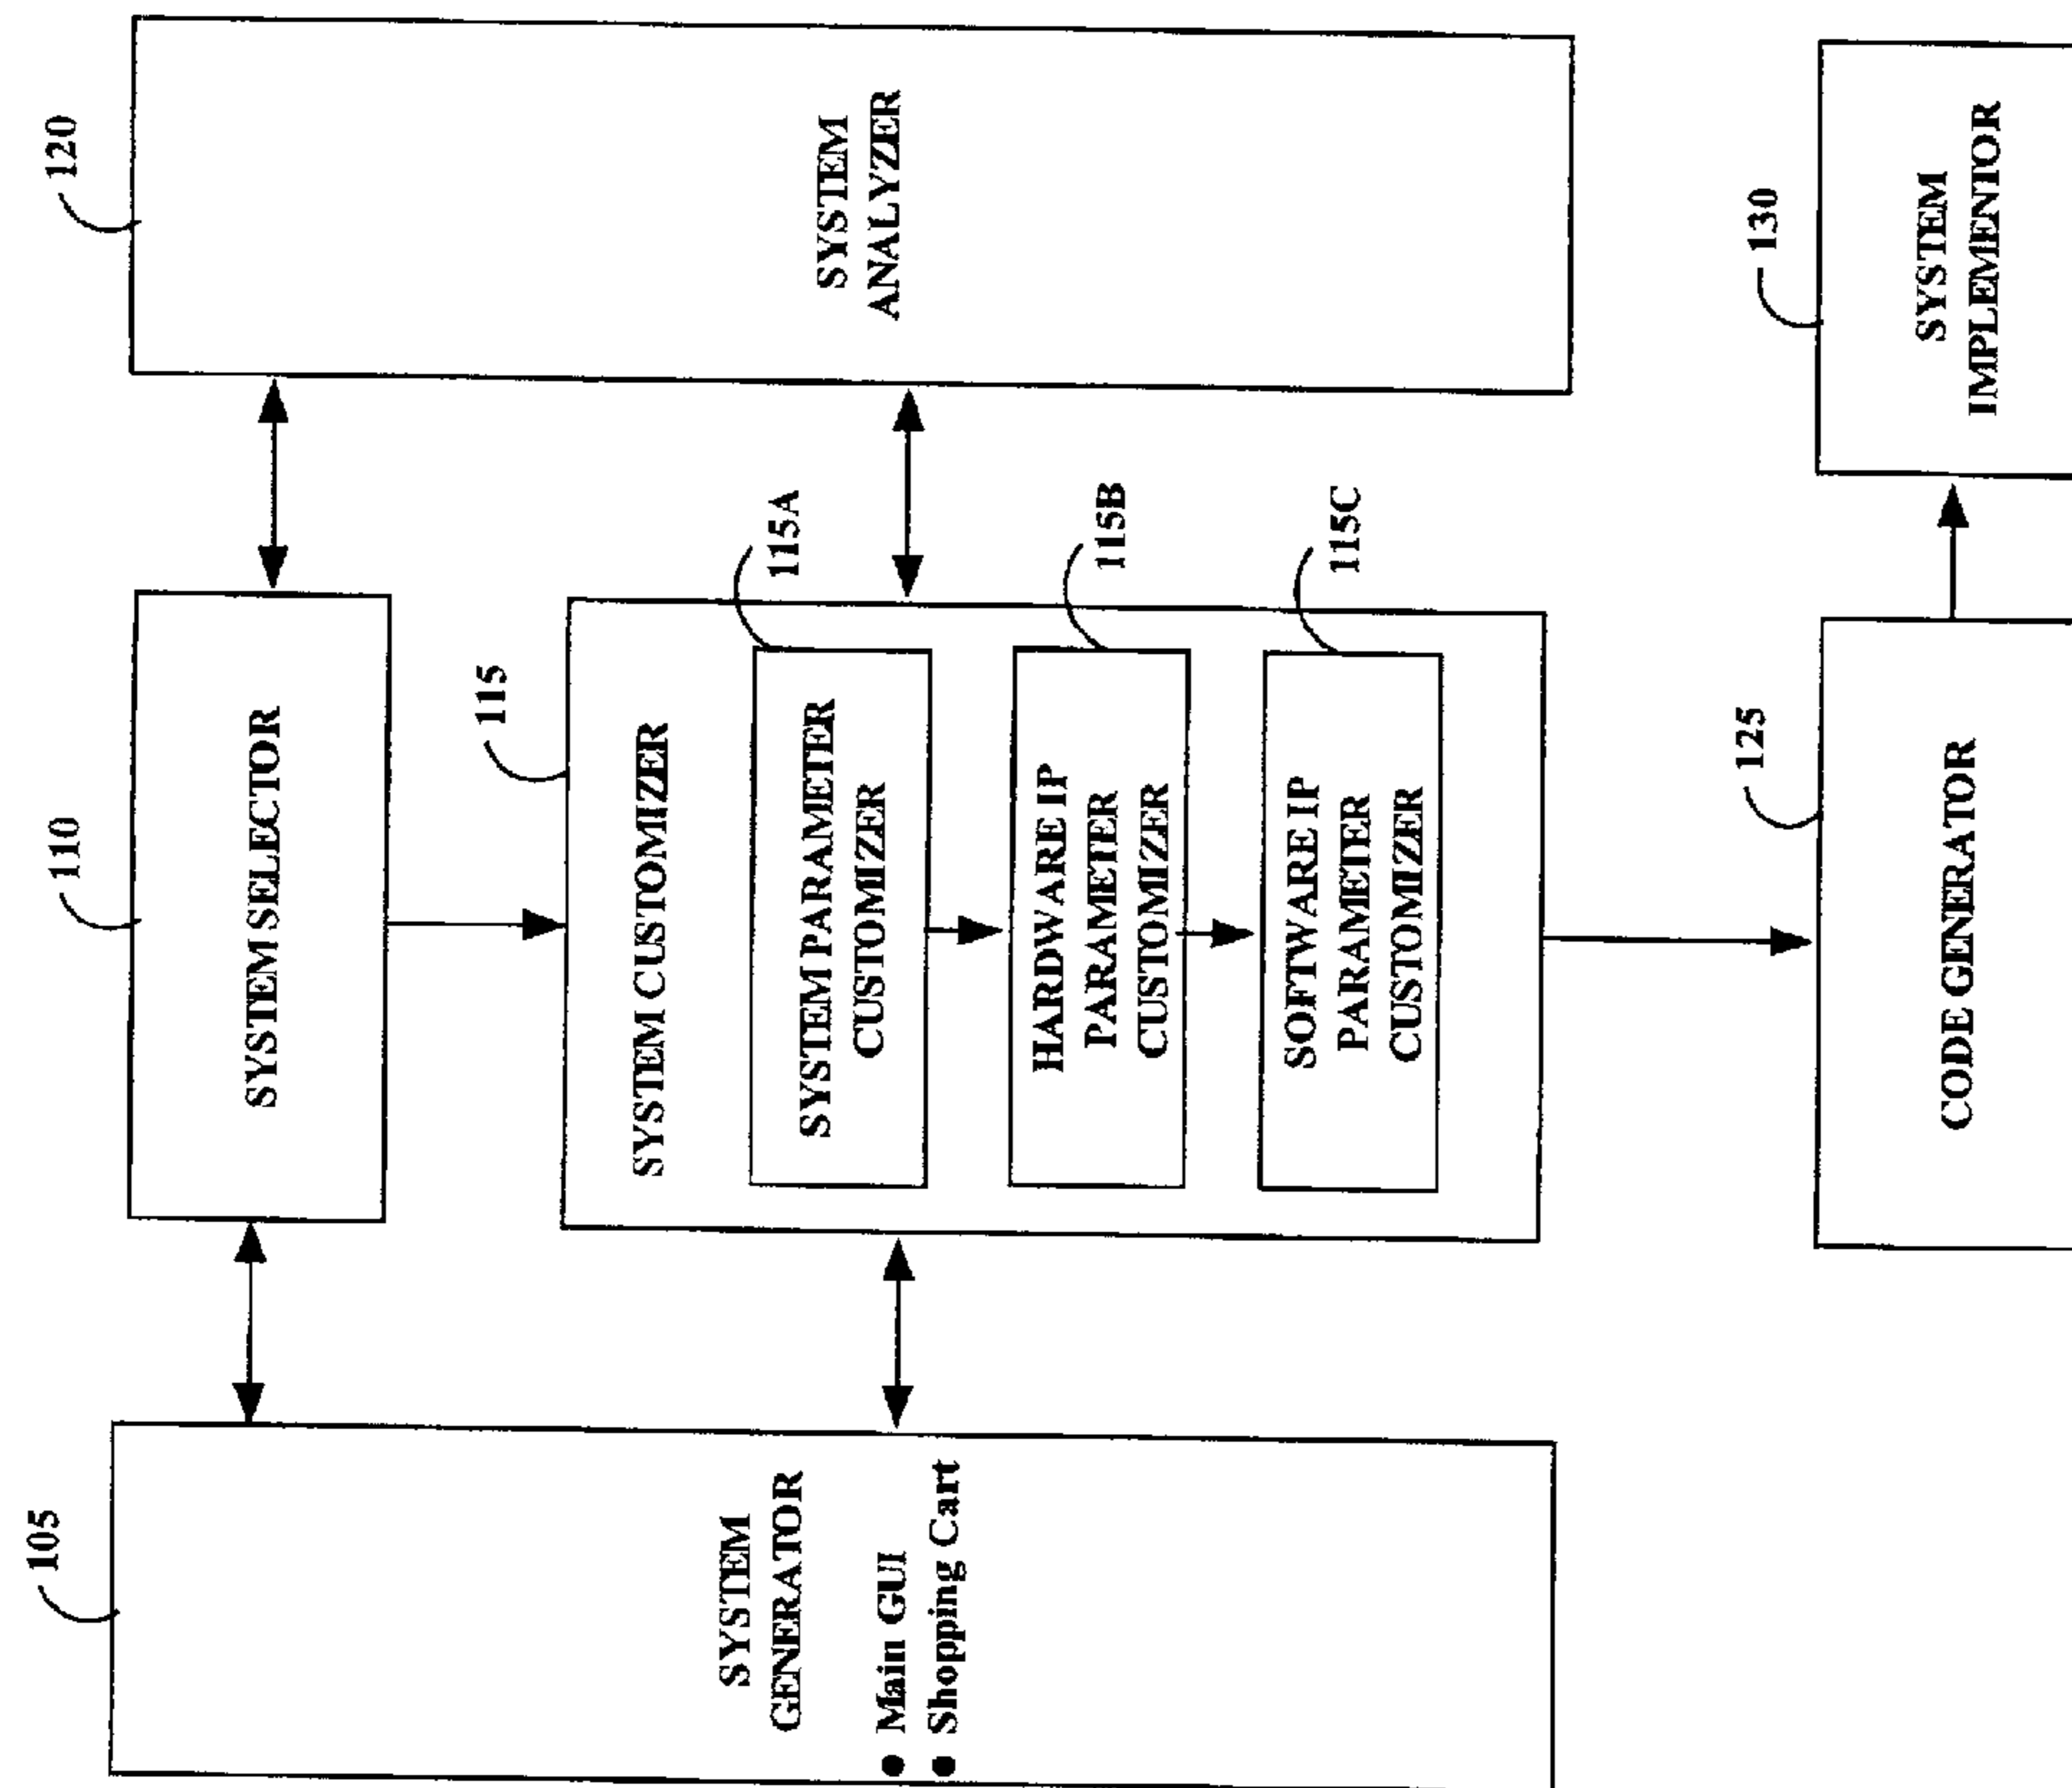 105
SYSTEM
GENERATOR
● Main GUI
● Shopping Cart
110
SYSTEM SELECTOR
115
SYSTEM CUSTOMIZER
115A
SYSTEM PARAMETER
CUSTOMIZER
115B
HARDWARE IP
PARAMETER
CUSTOMIZER
115C
SOFTWARE IP
PARAMETER
CUSTOMIZER
120
SYSTEM
ANALYZER
125
CODE GENERATOR
130
SYSTEM
IMPLEMENTOR